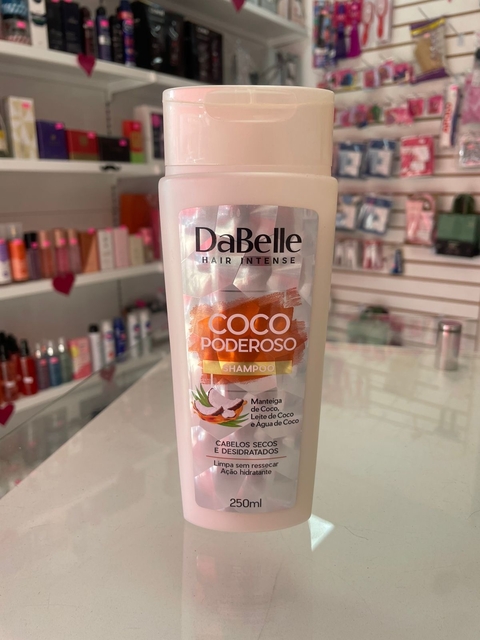 DaBelle
HAIR INTENSE
COCO
PODEROSO
SHAMPOO
Manteiga
de Coco,
Leite de Coco
e Água de Coco
CABELOS SECOS
E DESIDRATADOS
Limpa sem ressecar
Ação hidratante
250ml